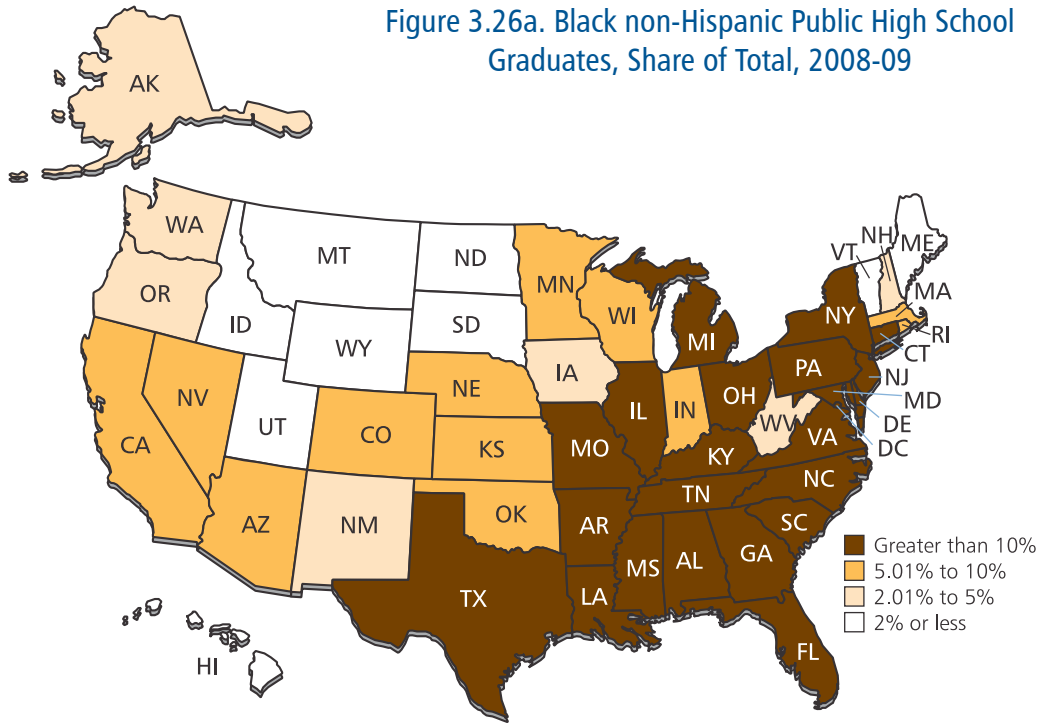 Figure 3.26a. Black non-Hispanic Public High School
Graduates, Share of Total, 2008-09
AK
WA
MT
ND
MN
VT
NH
ME
OR
ID
SD
WI
MI
NY
MA
RI
CT
WY
IA
PA
NJ
NV
NE
IL
IN
OH
MD
DE
UT
CO
WV
VA
DC
CA
KS
MO
KY
AZ
NM
OK
AR
TN
NC
SC
TX
LA
MS
AL
GA
FL
HI
Greater than 10%
5.01% to 10%
2.01% to 5%
2% or less